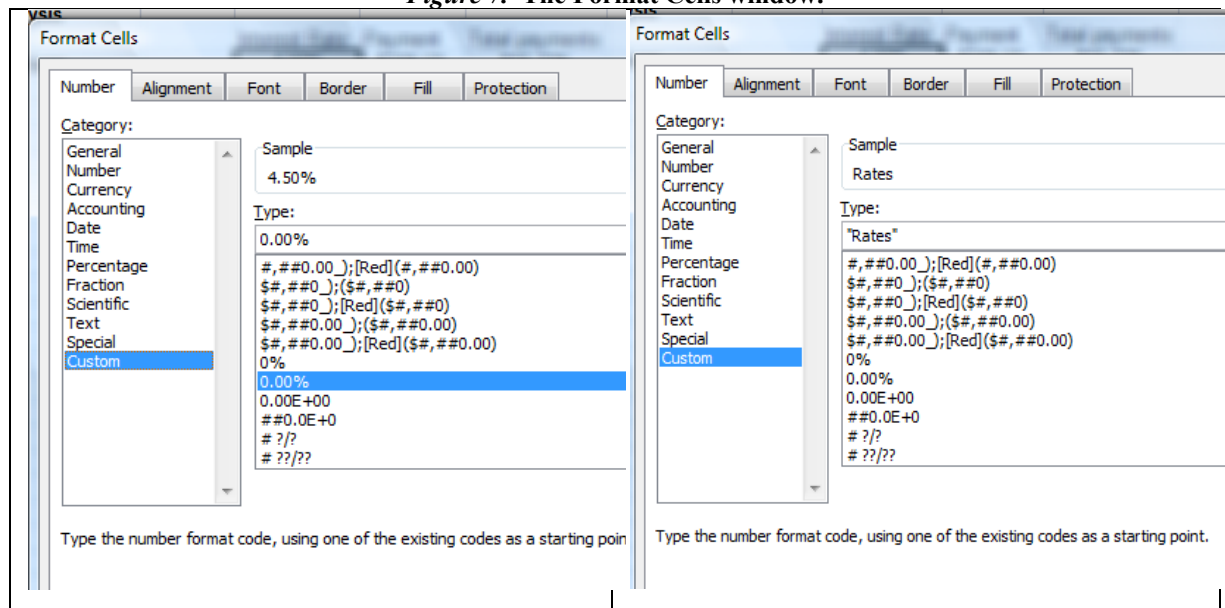 Figure 7. The Format Cells window.
Format Cells
Number Alignment Font Border Fill Protection
Category:
General
Number
Currency
Accounting
Date
Time
Percentage
Fraction
Scientific
Text
Special
Custom
Sample
4.50%
Type:
0.00%
#,##0.00_);[Red](#,##0.00)
$#,##0_);($#,##0)
$#,##0_);[Red]($#,##0)
$#,##0.00_);($#,##0.00)
$#,##0.00_);[Red]($#,##0.00)
0%
0.00%
0.00E+00
##0.0E+0
# ?/?
# ??/??
Type the number format code, using one of the existing codes as a starting poin
Format Cells
Number Alignment Font Border Fill Protection
Category:
General
Number
Currency
Accounting
Date
Time
Percentage
Fraction
Scientific
Text
Special
Custom
Sample
Rates
Type:
"Rates"
#,##0.00_);[Red](#,##0.00)
$#,##0_);($#,##0)
$#,##0_);[Red]($#,##0)
$#,##0.00_);($#,##0.00)
$#,##0.00_);[Red]($#,##0.00)
0%
0.00%
0.00E+00
##0.0E+0
# ?/?
# ??/??
Type the number format code, using one of the existing codes as a starting point.